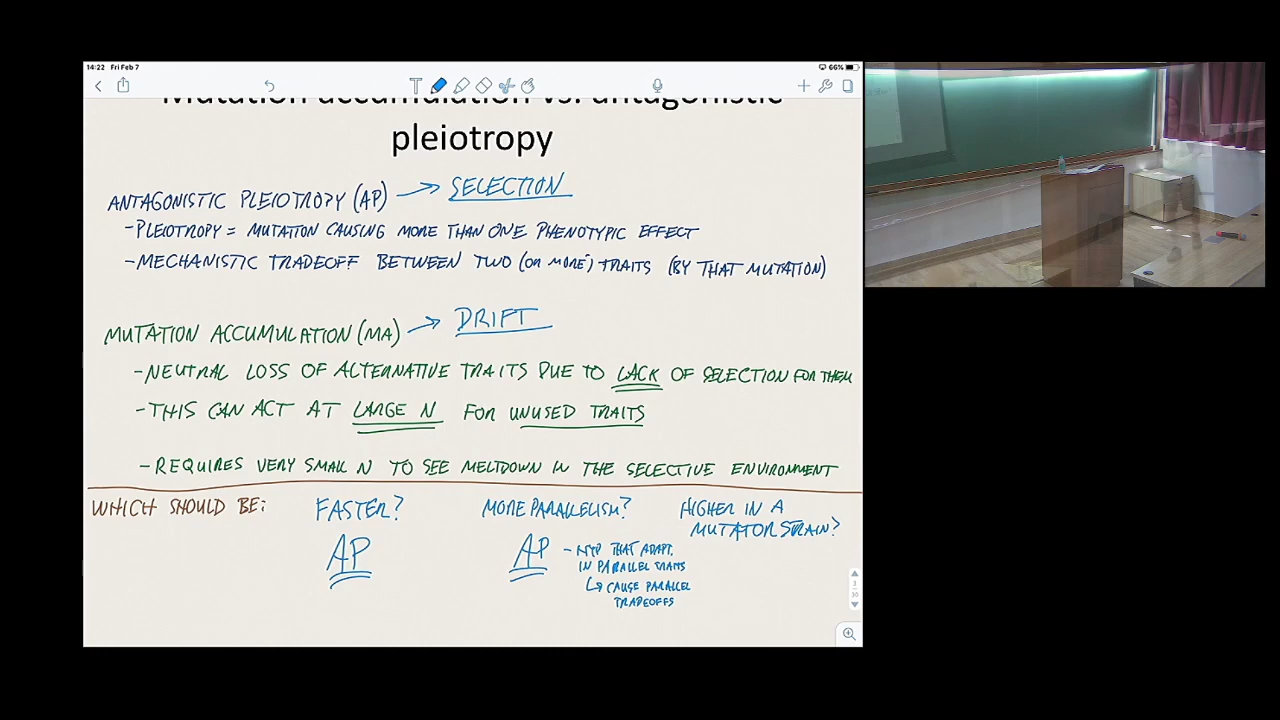 14:22 Fri Feb 7
66%
Mutation accumulation vs. antagonistic
pleiotropy
ANTAGONISTIC PLEIOTROPY (AP) → SELECTION
- PLEIOTROPY = MUTATION CAUSING MORE THAN ONE PHENOTYPIC EFFECT
- MECHANISTIC TRADEOFF BETWEEN TWO (OR MORE) TRAITS (BY THAT MUTATION)
MUTATION ACCUMULATION (MA) → DRIFT
- NEUTRAL LOSS OF ALTERNATIVE TRAITS DUE TO LACK OF SELECTION FOR THEM
- THIS CAN ACT AT LARGE N FOR UNUSED TRAITS
- REQUIRES VERY SMALL N TO SEE MELTDOWN IN THE SELECTIVE ENVIRONMENT
WHICH SHOULD BE: FASTER? MORE PARALLELISM? HIGHER IN A
MUTATOR STRAIN?
AP AP - THAT ADAPT.
IN PARALLEL TRAITS
↳ CAUSE PARALLEL
TRADEOFFS